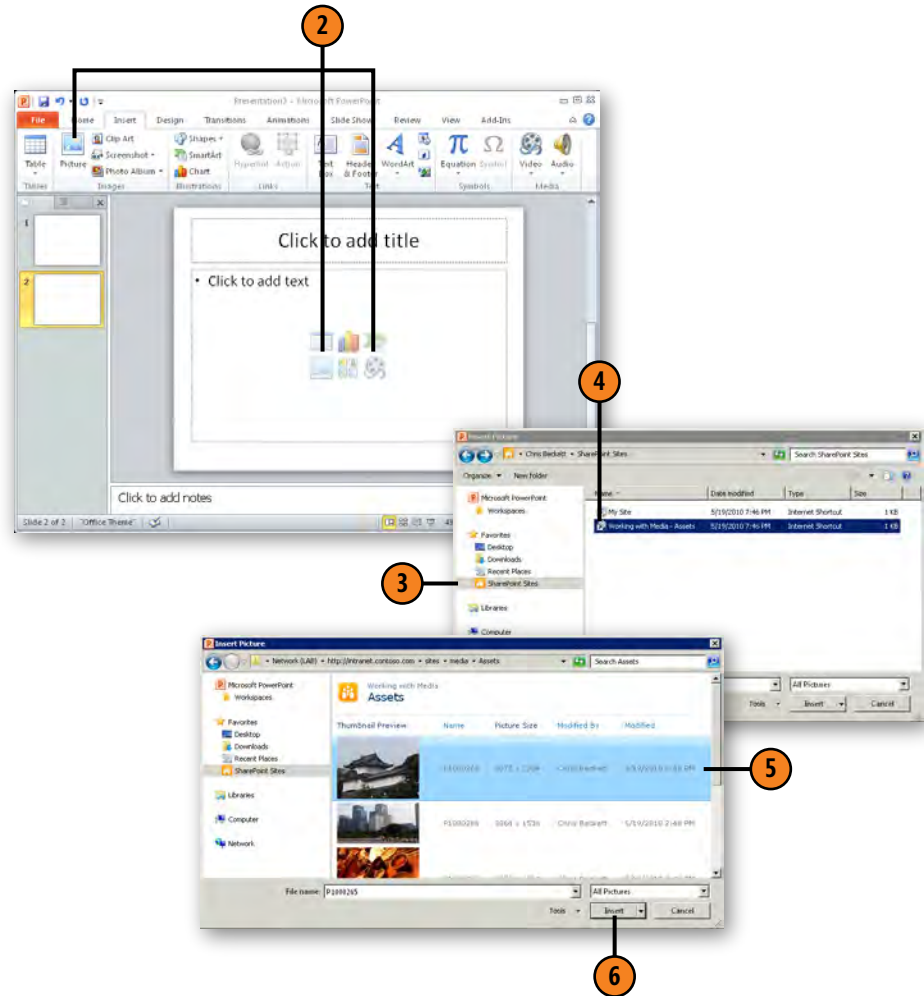 2
Presentation3 - Microsoft PowerPoint
File Home Insert Design Transitions Animations Slide Show Review View Add-Ins
Table Picture Clip Art Screenshot Photo Album Shapes SmartArt Chart Hyperlink Action Text Box Header & Footer WordArt Equation Symbol Video Audio
Tables Images Illustrations Links Text Symbols Media
1
2
Click to add title
• Click to add text
Click to add notes
Slide 2 of 2 "Office Theme"
4
Insert Picture
Chris Beckett SharePoint Sites Search SharePoint Sites
Organize New folder
Microsoft PowerPoint
Workspaces
Favorites
Desktop
Downloads
Recent Places
SharePoint Sites
Libraries
Computer
Name Date modified Type Size
My Site 5/19/2010 7:46 PM Internet Shortcut 1 KB
Working with Media - Assets 5/19/2010 7:46 PM Internet Shortcut 1 KB
3
All Pictures
Tools Insert Cancel
Insert Picture
Network (LAB) http://intranet.contoso.com sites media Assets Search Assets
Microsoft PowerPoint
Workspaces
Favorites
Desktop
Downloads
Recent Places
SharePoint Sites
Libraries
Computer
Network
Working with Media
Assets
Thumbnail Preview Name Picture Size Modified By Modified
Chris Beckett
Chris Beckett 5/19/2010
5
File name: P1000265 All Pictures
Tools Insert Cancel
6